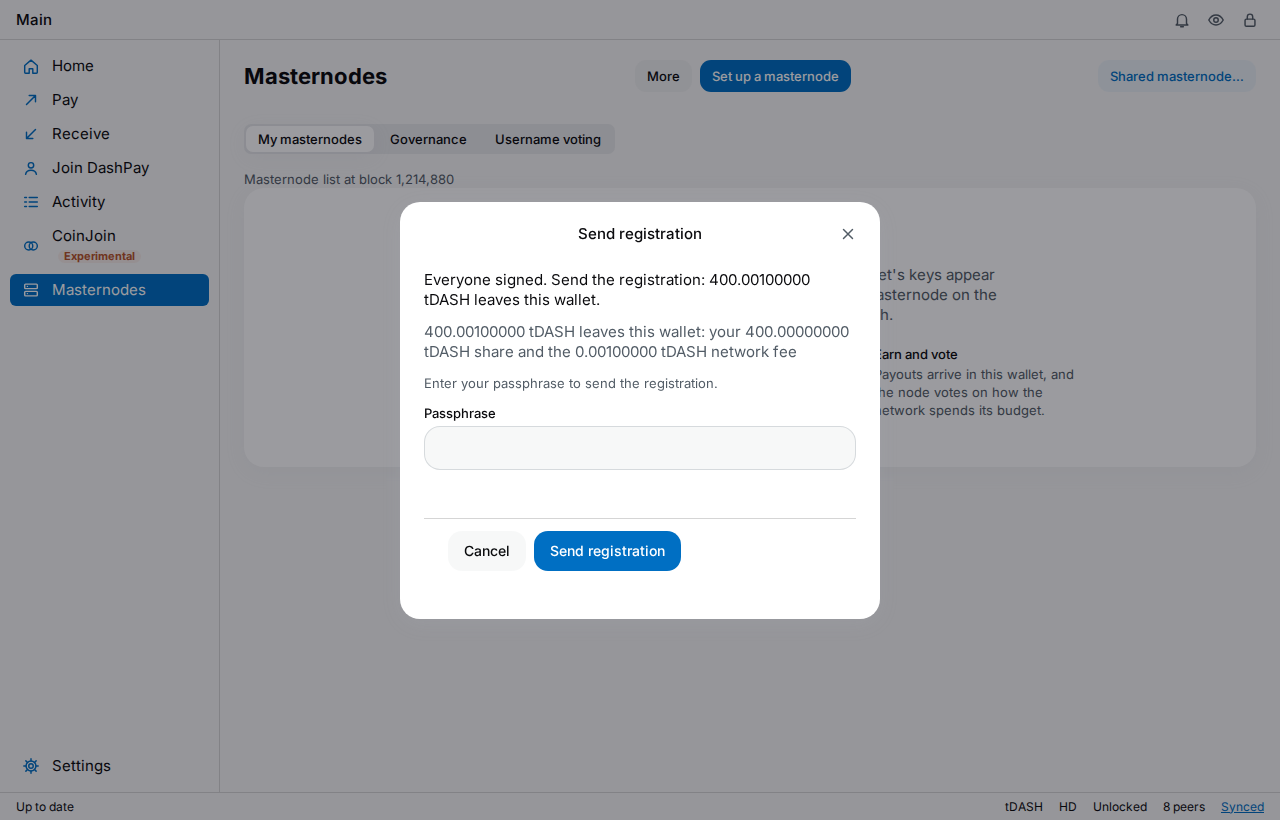 Main
Home
Pay
Receive
Join DashPay
Activity
CoinJoin
Experimental
Masternodes
Settings
Masternodes
More
Set up a masternode
Shared masternode...
My masternodes
Governance
Username voting
Masternode list at block 1,214,880
keys appear
on the
Earn and vote
Payouts arrive in this wallet, and
the node votes on how the
network spends its budget.
Send registration
Everyone signed. Send the registration: 400.00100000
tDASH leaves this wallet.
400.00100000 tDASH leaves this wallet: your 400.00000000
tDASH share and the 0.00100000 tDASH network fee
Enter your passphrase to send the registration.
Passphrase
Cancel
Send registration
Up to date
tDASH
HD
Unlocked
8 peers
Synced